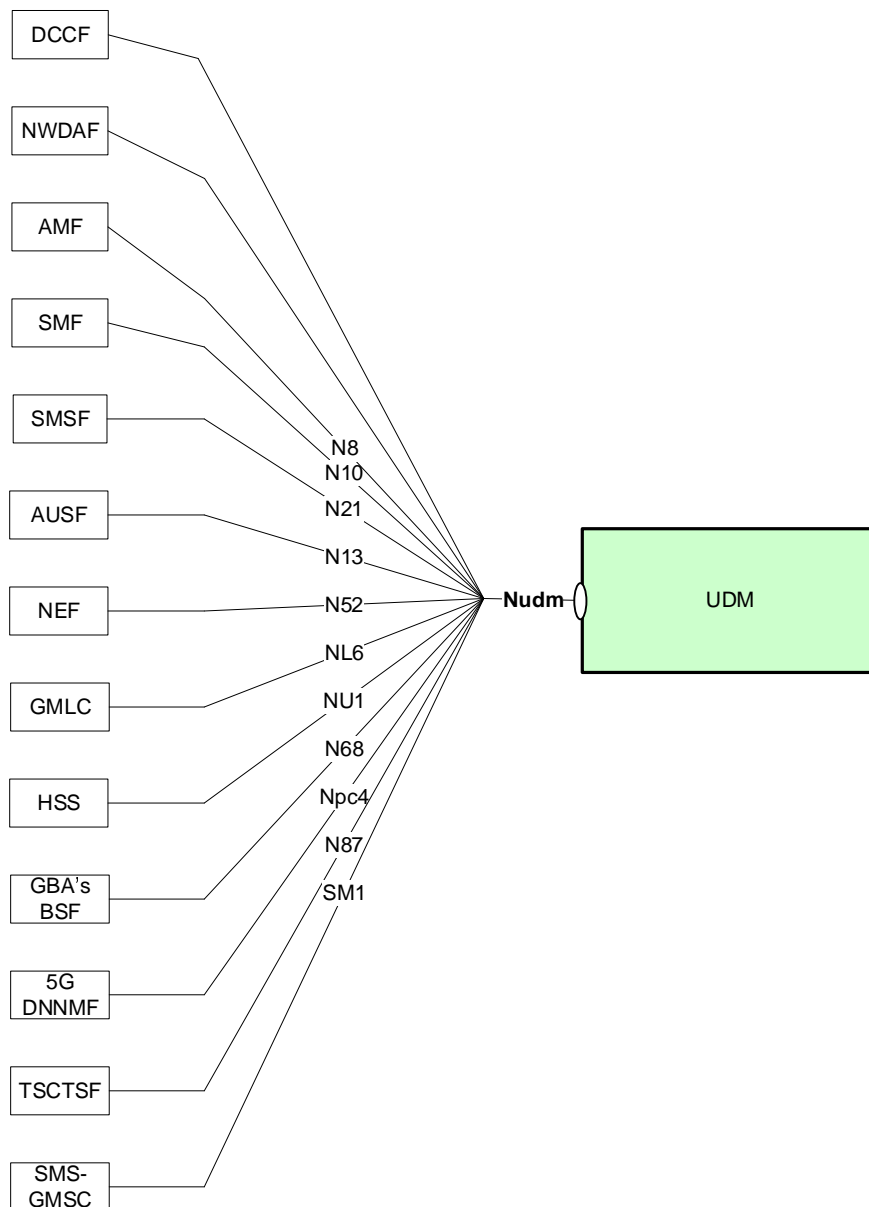 DCCF
NWDAF
AMF
SMF
SMSF
AUSF
NEF
GMLC
HSS
GBA's
BSF
5G
DNNMF
TSCTSF
SMS-
GMSC
N8
N10
N21
N13
N52
NL6
NU1
N68
Npc4
N87
SM1
Nudm
UDM